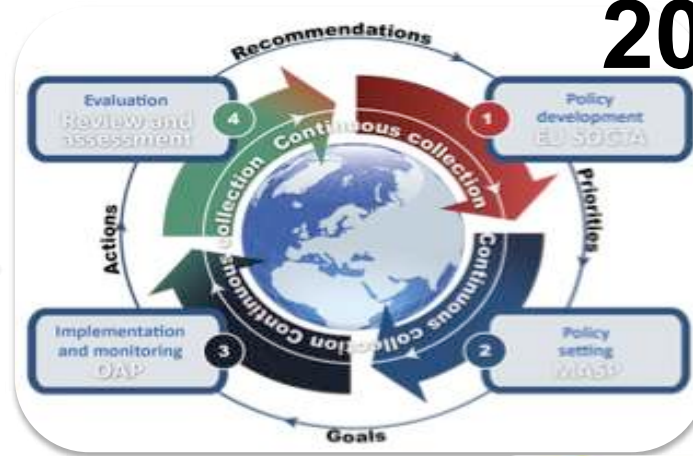 20
Recommendations
Evaluation
Review and
assessment
4
1
Policy
development
EU SOCTA
Continuous collection
Continuous collection
Continuous collection
Priorities
Actions
Implementation
and monitoring
OAP
3
2
Policy
setting
MASP
Goals